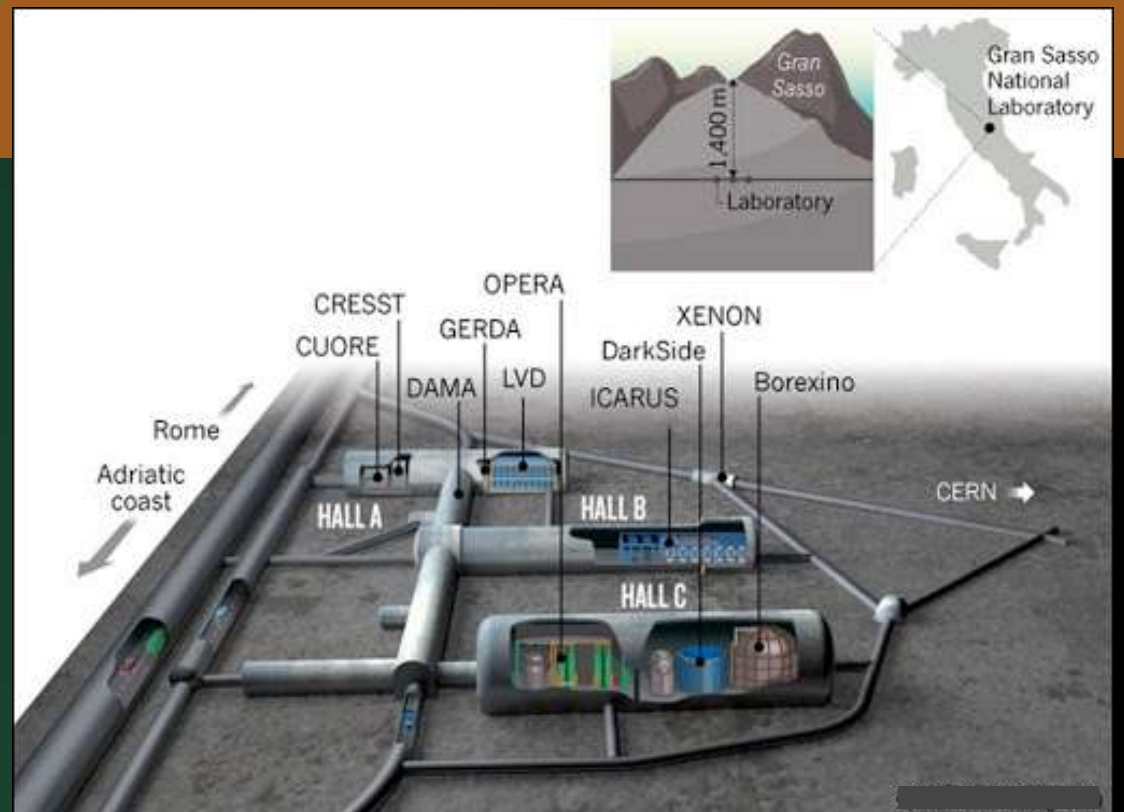 Gran
Sasso
1,400 m
Laboratory
Gran Sasso
National
Laboratory
OPERA
CRESST
XENON
GERDA
CUORE
DarkSide
LVD
DAMA
Borexino
ICARUS
Rome
Adriatic
coast
CERN
HALL A
HALL B
HALL C